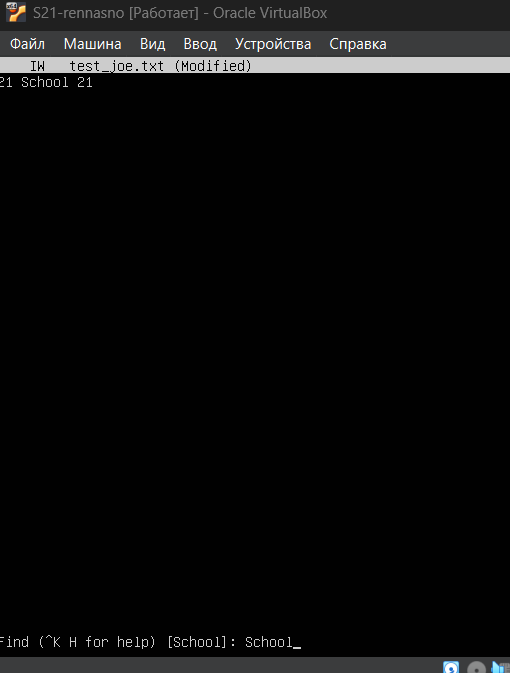 S21-rennasno [Работает] - Oracle VirtualBox
Файл Машина Вид Ввод Устройства Справка
IW test_joe.txt (Modified)
21 School 21
Find (^K H for help) [School]: School_